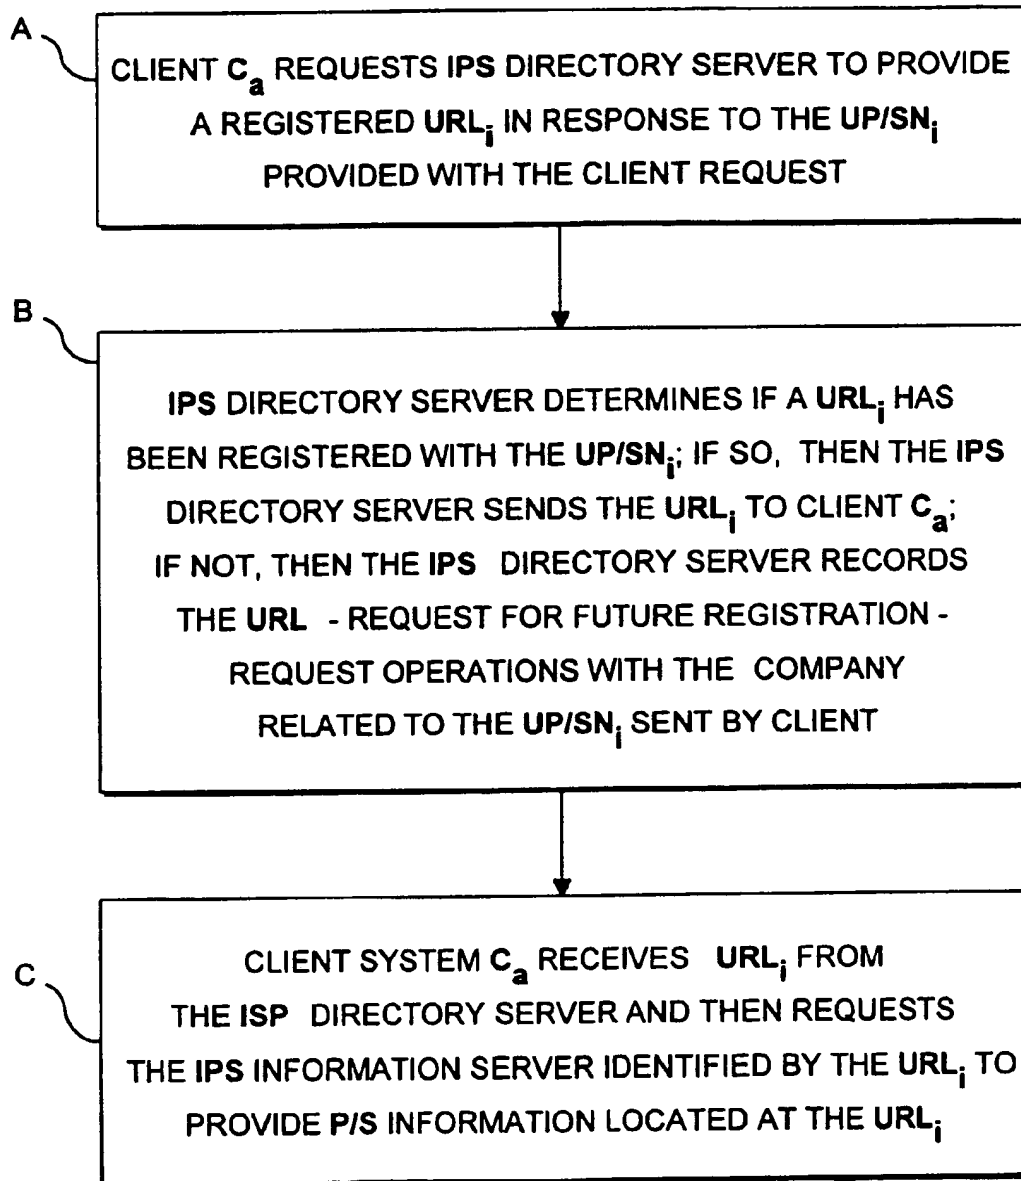 A
CLIENT Ca REQUESTS IPS DIRECTORY SERVER TO PROVIDE
A REGISTERED URLi IN RESPONSE TO THE UP/SNi
PROVIDED WITH THE CLIENT REQUEST
B
IPS DIRECTORY SERVER DETERMINES IF A URLi HAS
BEEN REGISTERED WITH THE UP/SNi; IF SO, THEN THE IPS
DIRECTORY SERVER SENDS THE URLi TO CLIENT Ca;
IF NOT, THEN THE IPS DIRECTORY SERVER RECORDS
THE URL - REQUEST FOR FUTURE REGISTRATION -
REQUEST OPERATIONS WITH THE COMPANY
RELATED TO THE UP/SNi SENT BY CLIENT
C
CLIENT SYSTEM Ca RECEIVES URLi FROM
THE ISP DIRECTORY SERVER AND THEN REQUESTS
THE IPS INFORMATION SERVER IDENTIFIED BY THE URLi TO
PROVIDE P/S INFORMATION LOCATED AT THE URLi